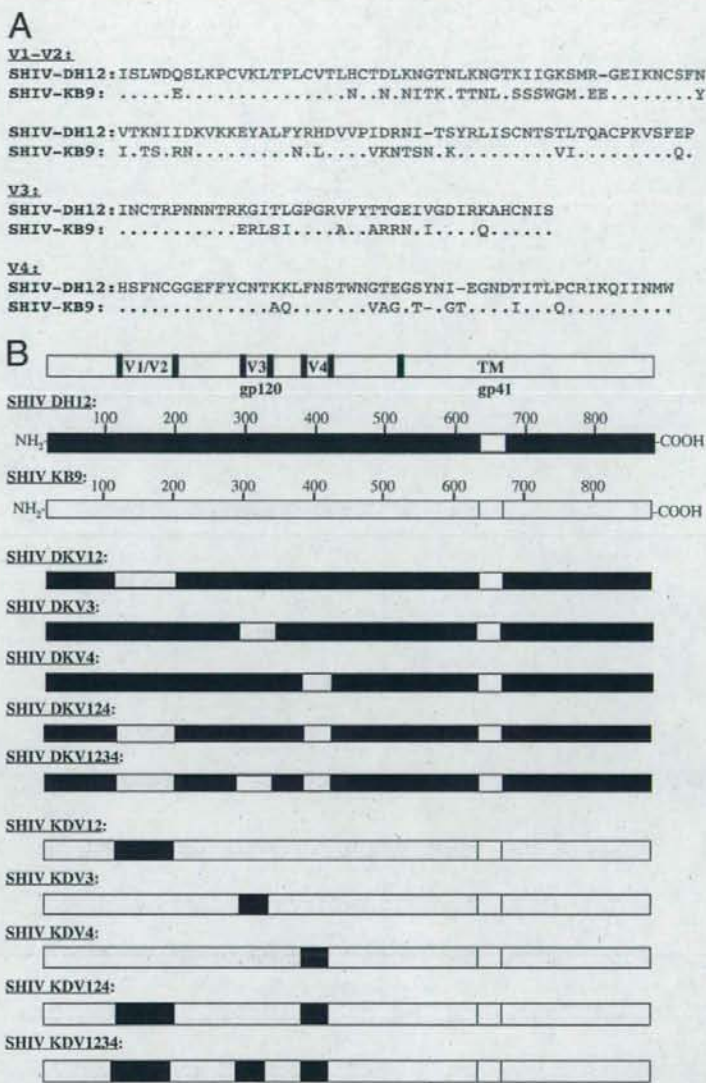 A
V1-V2:
SHIV-DH12:ISLWDQSLKPCVKLTPLCVTLHCTDLKNGTNLKNGTKIIGKSMR-GEIKNCSFN
SHIV-KB9: .....E...............N..N.NITK.TTNL.SSSWGM.EE........Y
SHIV-DH12:VTKNIIDKVKKEYALFYRHDVVPIDRNI-TSYRLISCNTSTLTQACPKVSFEP
SHIV-KB9: I.TS.RN..........N.L.....VKNTSN.K........VI........Q.
V3:
SHIV-DH12:INCTRPNNNTRKGITLGPGRVFYTTGEIVGDIRKAHCNIS
SHIV-KB9: ...........ERLSI....A..ARRN.I....Q......
V4:
SHIV-DH12:HSFNCGGEFFYCNTKKLFNSTWNGTEGSYNI-EGNDTITLPCRIKQIINMW
SHIV-KB9: ..............AQ......VAG.T-.GT....I...Q...........
B
V1/V2 V3 V4 TM
gp120 gp41
SHIV DH12:
100 200 300 400 500 600 700 800
NH2- -COOH
SHIV KB9:
100 200 300 400 500 600 700 800
NH2- -COOH
SHIV DKV12:
SHIV DKV3:
SHIV DKV4:
SHIV DKV124:
SHIV DKV1234:
SHIV KDV12:
SHIV KDV3:
SHIV KDV4:
SHIV KDV124:
SHIV KDV1234: